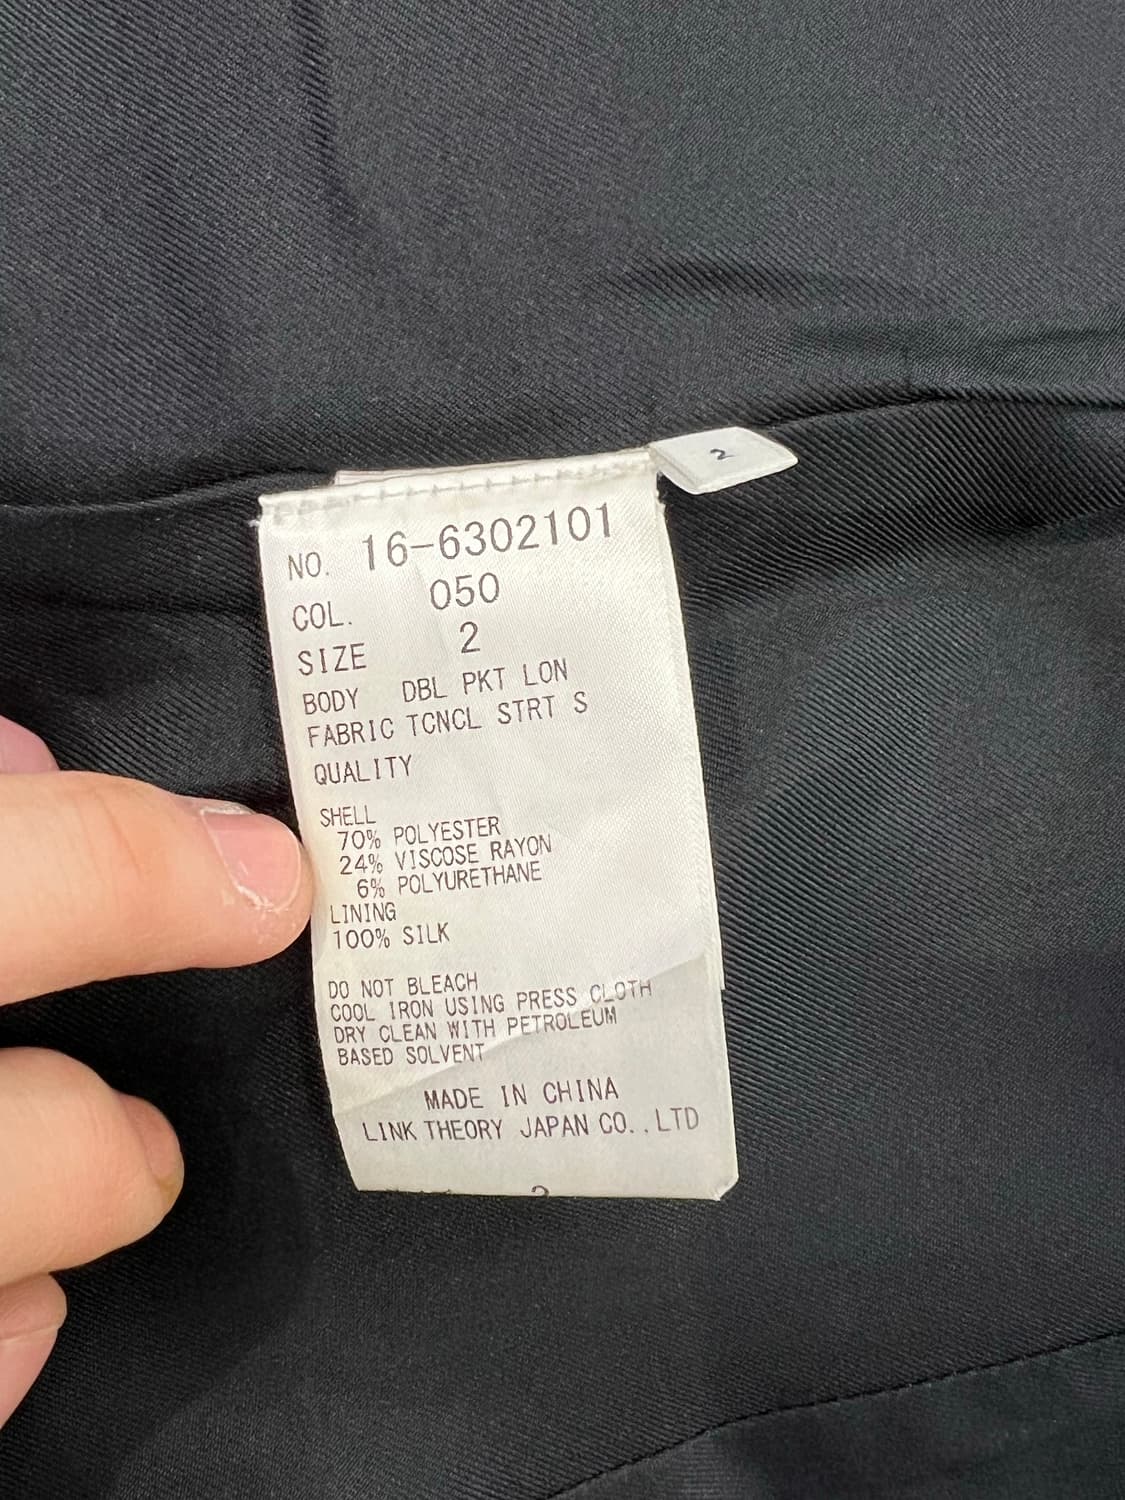 2
NO. 16-6302101
COL. 050
SIZE 2
BODY DBL PKT LON
FABRIC TCNCL STRT S
QUALITY
SHELL
70% POLYESTER
24% VISCOSE RAYON
6% POLYURETHANE
LINING
100% SILK
DO NOT BLEACH
COOL IRON USING PRESS CLOTH
DRY CLEAN WITH PETROLEUM
BASED SOLVENT
MADE IN CHINA
LINK THEORY JAPAN CO.,LTD